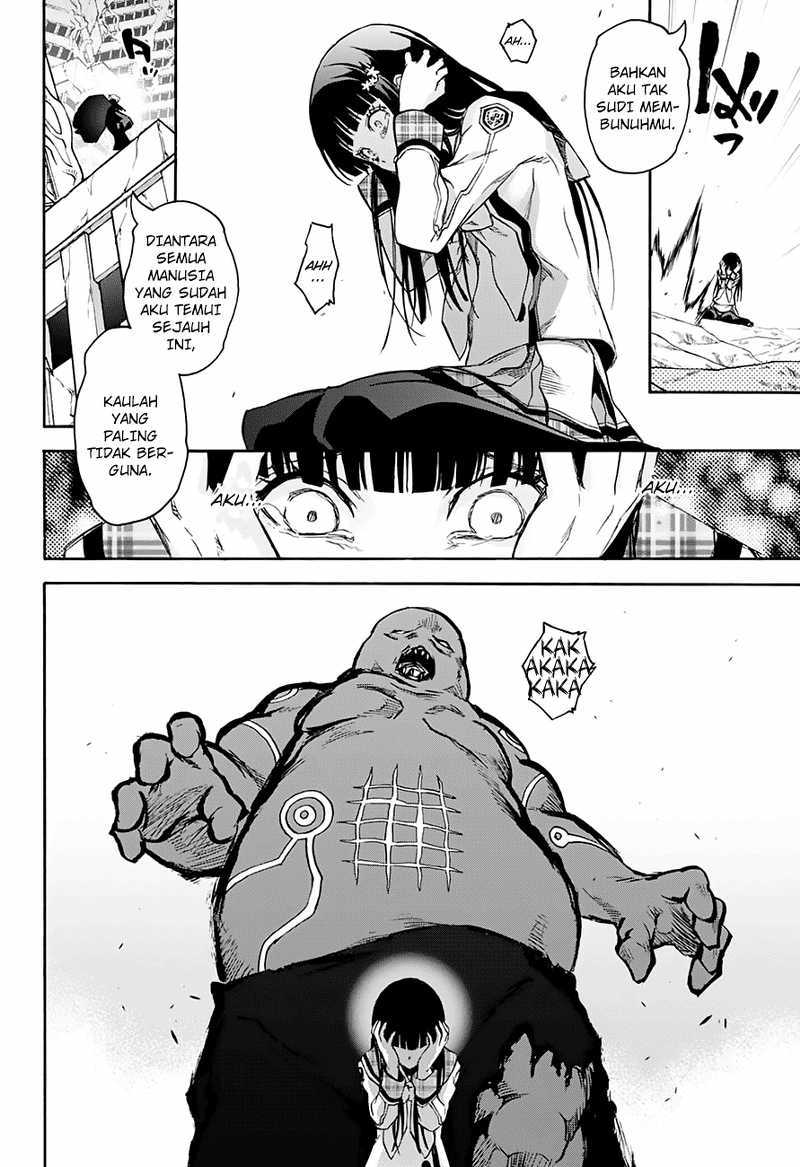 BAHKAN
AKU TAK
SUDI MEM-
BUNUHMU.
AH...
AHH
...
DIANTARA
SEMUA
MANUSIA
YANG SUDAH
AKU TEMUI
SEJAUH
INI,
KAULAH
YANG
PALING
TIDAK BER-
GUNA.
AKU...
AKU...
KAK
AKAKA
KAKA